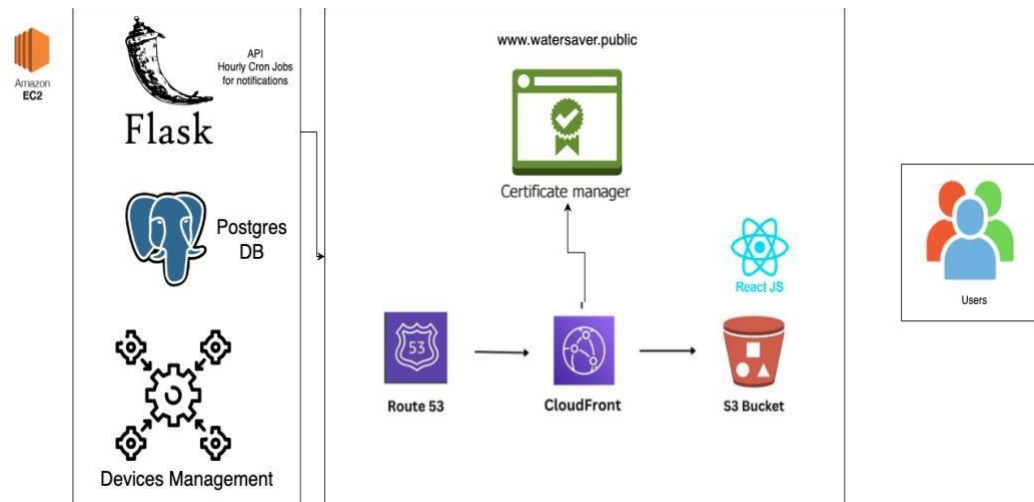 Amazon
EC2
API
Hourly Cron Jobs
for notifications
Flask
Postgres
DB
Devices Management
www.watersaver.public
Certificate manager
React JS
53
Route 53
CloudFront
S3 Bucket
Users